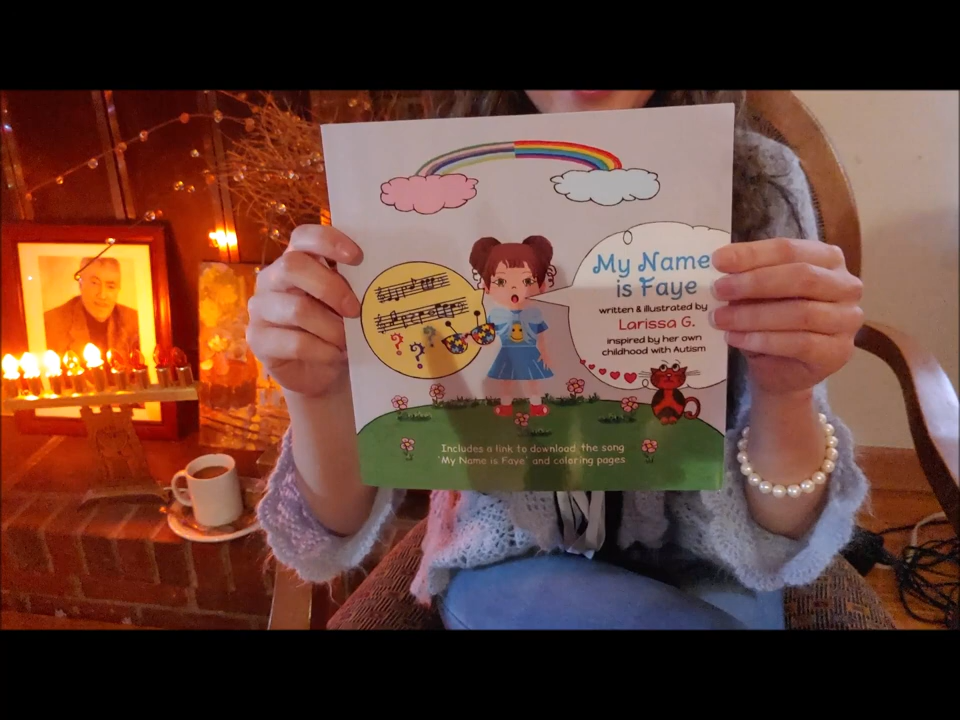 My Name
is Faye
written & illustrated by
Larissa G.
inspired by her own
childhood with Autism
? ?
Includes a link to download the song
'My Name is Faye' and coloring pages